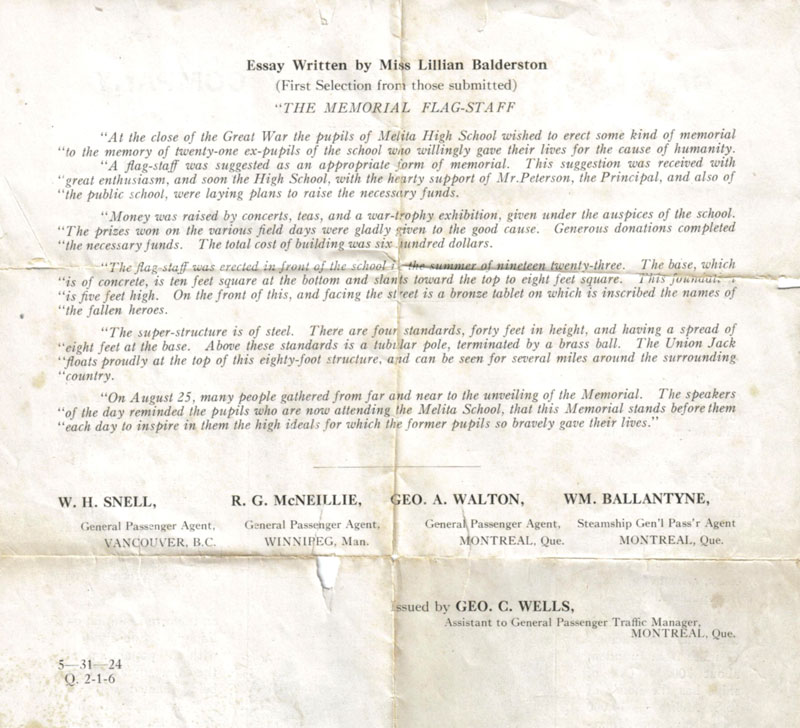 Essay Written by Miss Lillian Balderston
(First Selection from those submitted)
"THE MEMORIAL FLAG-STAFF
"At the close of the Great War the pupils of Melita High School wished to erect some kind of memorial
"to the memory of twenty-one ex-pupils of the school who willingly gave their lives for the cause of humanity.
"A flag-staff was suggested as an appropriate form of memorial. This suggestion was received with
"great enthusiasm, and soon the High School, with the hearty support of Mr.Peterson, the Principal, and also of
"the public school, were laying plans to raise the necessary funds.
"Money was raised by concerts, teas, and a war-trophy exhibition, given under the auspices of the school.
"The prizes won on the various field days were gladly given to the good cause. Generous donations completed
"the necessary funds. The total cost of building was six hundred dollars.
"The flag-staff was erected in front of the school in the summer of nineteen twenty-three. The base, which
"is of concrete, is ten feet square at the bottom and slants toward the top to eight feet square. This
"is five feet high. On the front of this, and facing the street is a bronze tablet on which is inscribed the names of
"the fallen heroes.
"The super-structure is of steel. There are four standards, forty feet in height, and having a spread of
"eight feet at the base. Above these standards is a tubular pole, terminated by a brass ball. The Union Jack
"floats proudly at the top of this eighty-foot structure, and can be seen for several miles around the surrounding
"country.
"On August 25, many people gathered from far and near to the unveiling of the Memorial. The speakers
"of the day reminded the pupils who are now attending the Melita School, that this Memorial stands before them
"each day to inspire in them the high ideals for which the former pupils so bravely gave their lives."
W. H. SNELL, R. G. McNEILLIE, GEO. A. WALTON, WM. BALLANTYNE,
General Passenger Agent, General Passenger Agent, General Passenger Agent, Steamship Gen'l Pass'r Agent
VANCOUVER, B.C. WINNIPEG, Man. MONTREAL, Que. MONTREAL, Que.
Issued by GEO. C. WELLS,
Assistant to General Passenger Traffic Manager,
MONTREAL, Que.
5—31—24
Q. 2-1-6